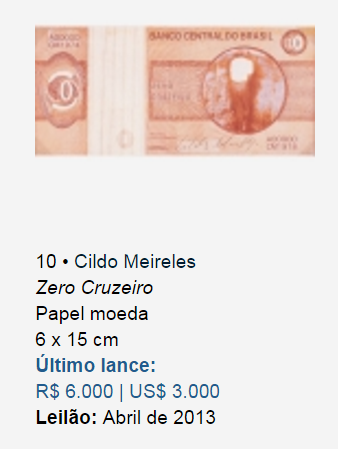 BANCO CENTRAL DO BRASIL
10 • Cildo Meireles
Zero Cruzeiro
Papel moeda
6 x 15 cm
Último lance:
R$ 6.000 | US$ 3.000
Leilão: Abril de 2013